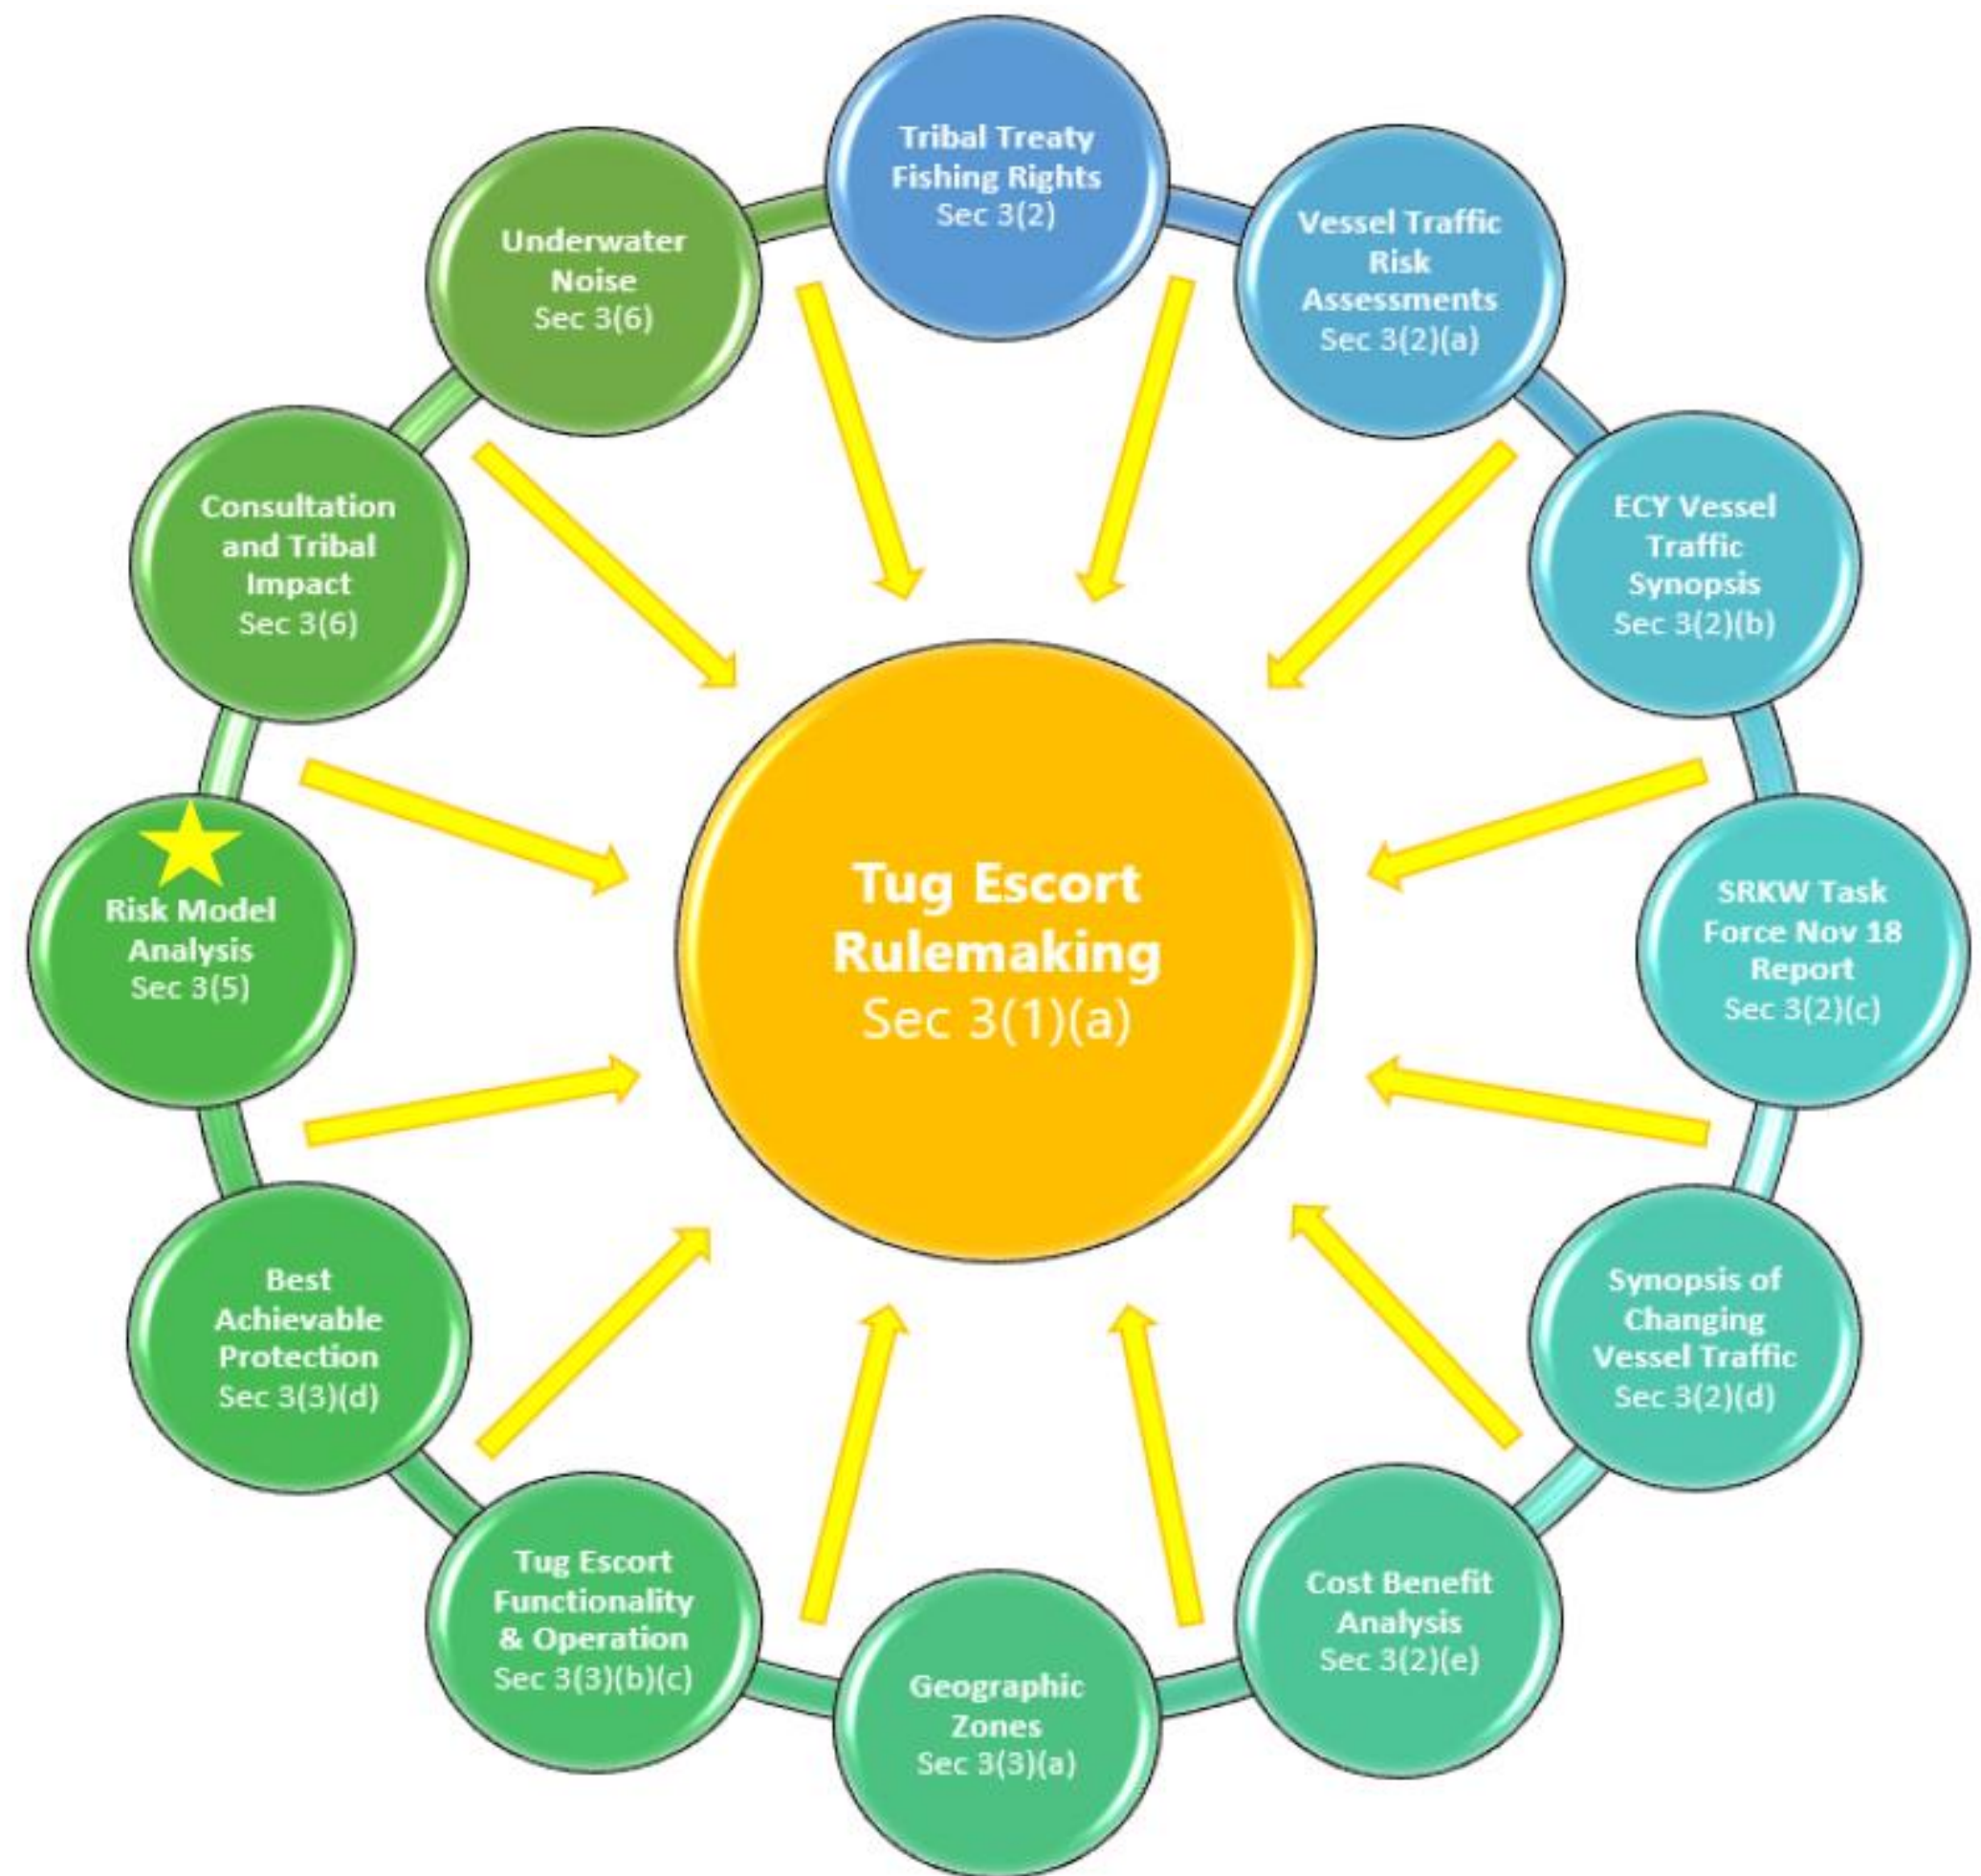 Tribal Treaty
Fishing Rights
Sec 3(2)
Vessel Traffic
Risk
Assessments
Sec 3(2)(a)
ECY Vessel
Traffic
Synopsis
Sec 3(2)(b)
SRKW Task
Force Nov 18
Report
Sec 3(2)(c)
Synopsis of
Changing
Vessel Traffic
Sec 3(2)(d)
Cost Benefit
Analysis
Sec 3(2)(e)
Geographic
Zones
Sec 3(3)(a)
Tug Escort
Functionality
& Operation
Sec 3(3)(b)(c)
Best
Achievable
Protection
Sec 3(3)(d)
Risk Model
Analysis
Sec 3(5)
Consultation
and Tribal
Impact
Sec 3(6)
Underwater
Noise
Sec 3(6)
Tug Escort
Rulemaking
Sec 3(1)(a)